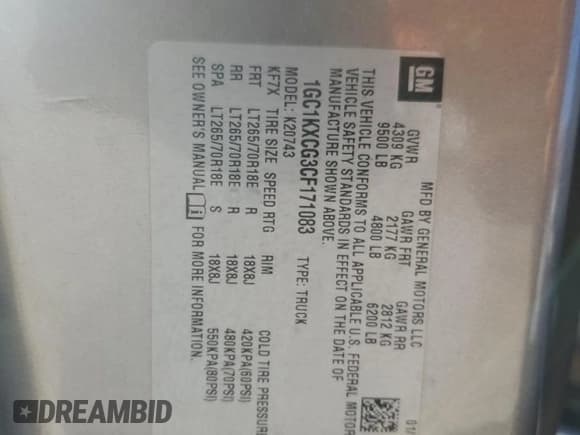 GM
MFD BY GENERAL MOTORS LLC 01/
GVWR GAWR FRT GAWR RR
4309 KG 2177 KG 2812 KG
9500 LB 4800 LB 6200 LB
THIS VEHICLE CONFORMS TO ALL APPLICABLE U.S. FEDERAL MOTOR
VEHICLE SAFETY STANDARDS IN EFFECT ON THE DATE OF
MANUFACTURE SHOWN ABOVE.
1GC1KXCG3CF171083 TYPE: TRUCK
MODEL: K20743
KF7X TIRE SIZE SPEED RTG RIM COLD TIRE PRESSUR
FRT LT265/70R18E R 18X8J 420KPA(60PSI)
RR LT265/70R18E R 18X8J 480KPA(70PSI)
SPA LT265/70R18E S 18X8J 550KPA(80PSI)
SEE OWNER'S MANUAL i FOR MORE INFORMATION.
DREAMBID